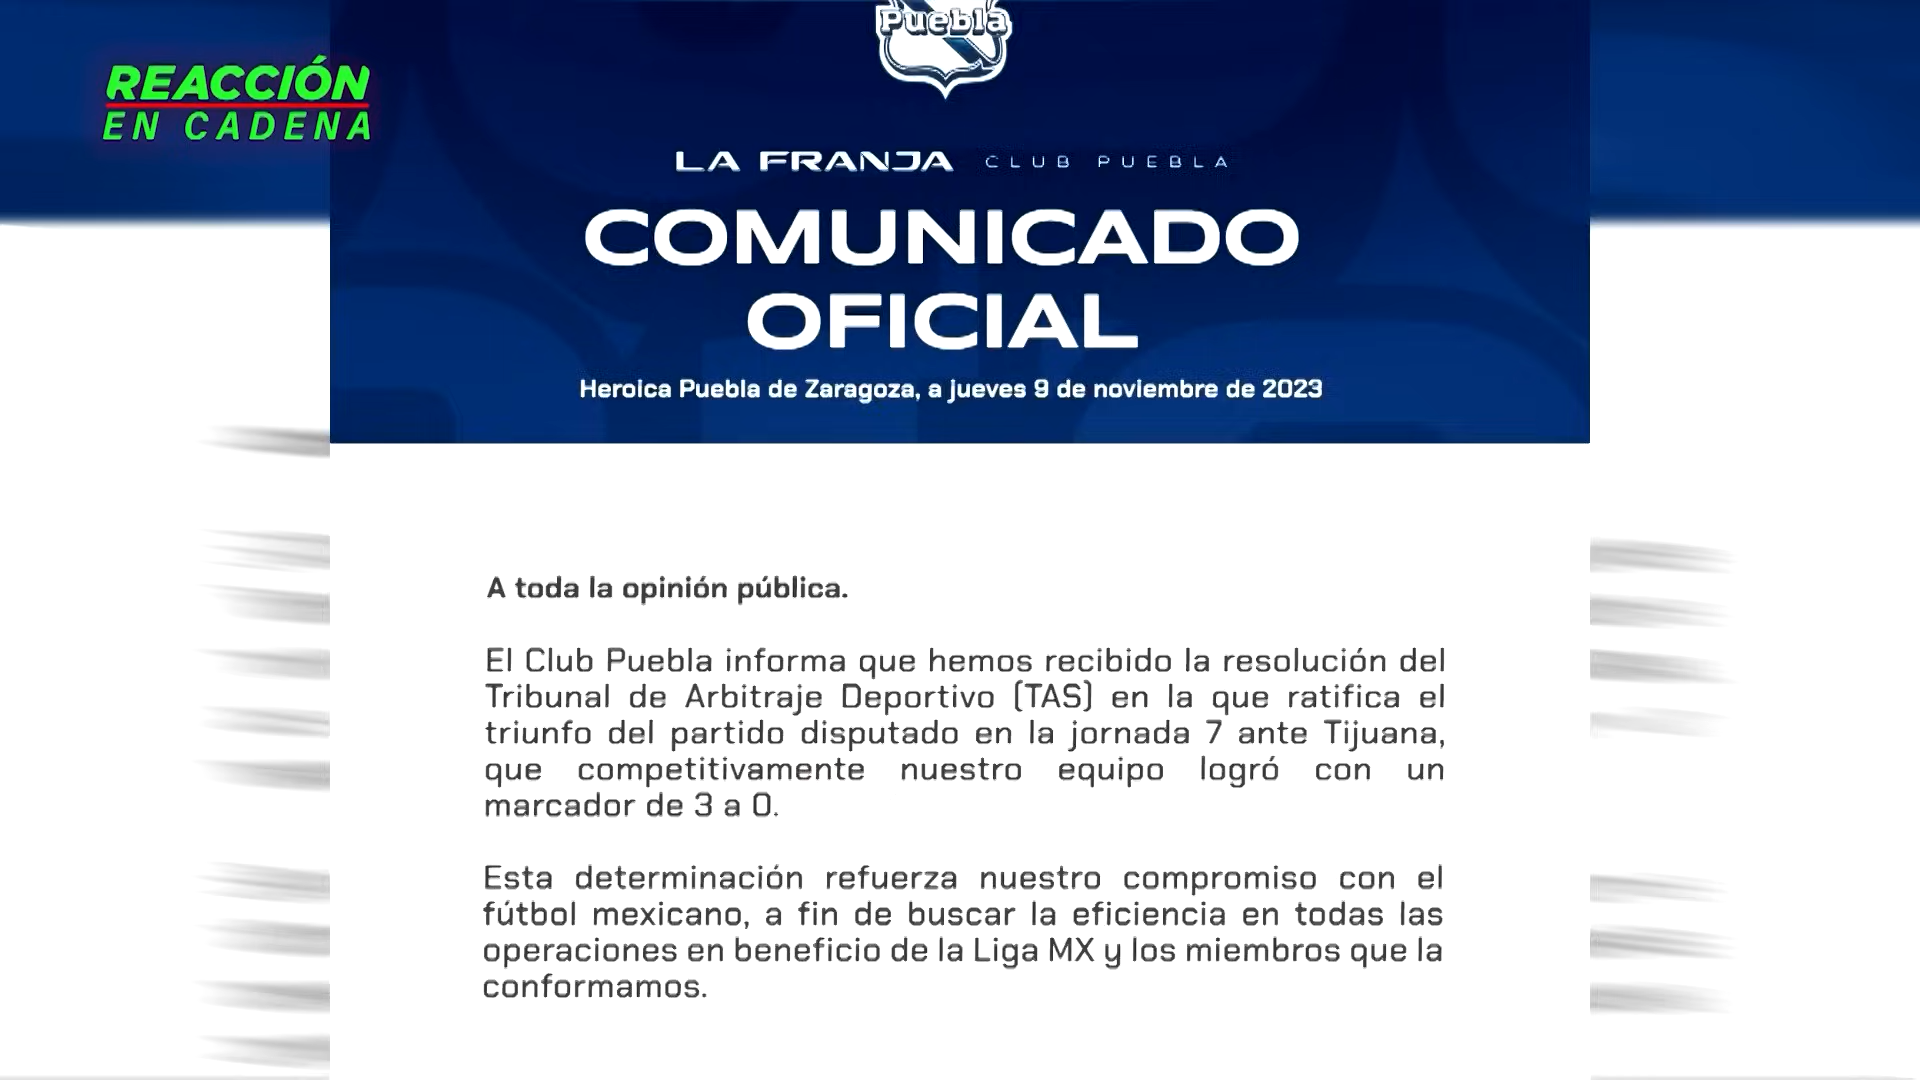 Puebla
REACCIÓN
EN CADENA
LA FRANJA CLUB PUEBLA
COMUNICADO
OFICIAL
Heroica Puebla de Zaragoza, a jueves 9 de noviembre de 2023
A toda la opinión pública.
El Club Puebla informa que hemos recibido la resolución del
Tribunal de Arbitraje Deportivo (TAS) en la que ratifica el
triunfo del partido disputado en la jornada 7 ante Tijuana,
que competitivamente nuestro equipo logró con un
marcador de 3 a 0.
Esta determinación refuerza nuestro compromiso con el
fútbol mexicano, a fin de buscar la eficiencia en todas las
operaciones en beneficio de la Liga MX y los miembros que la
conformamos.